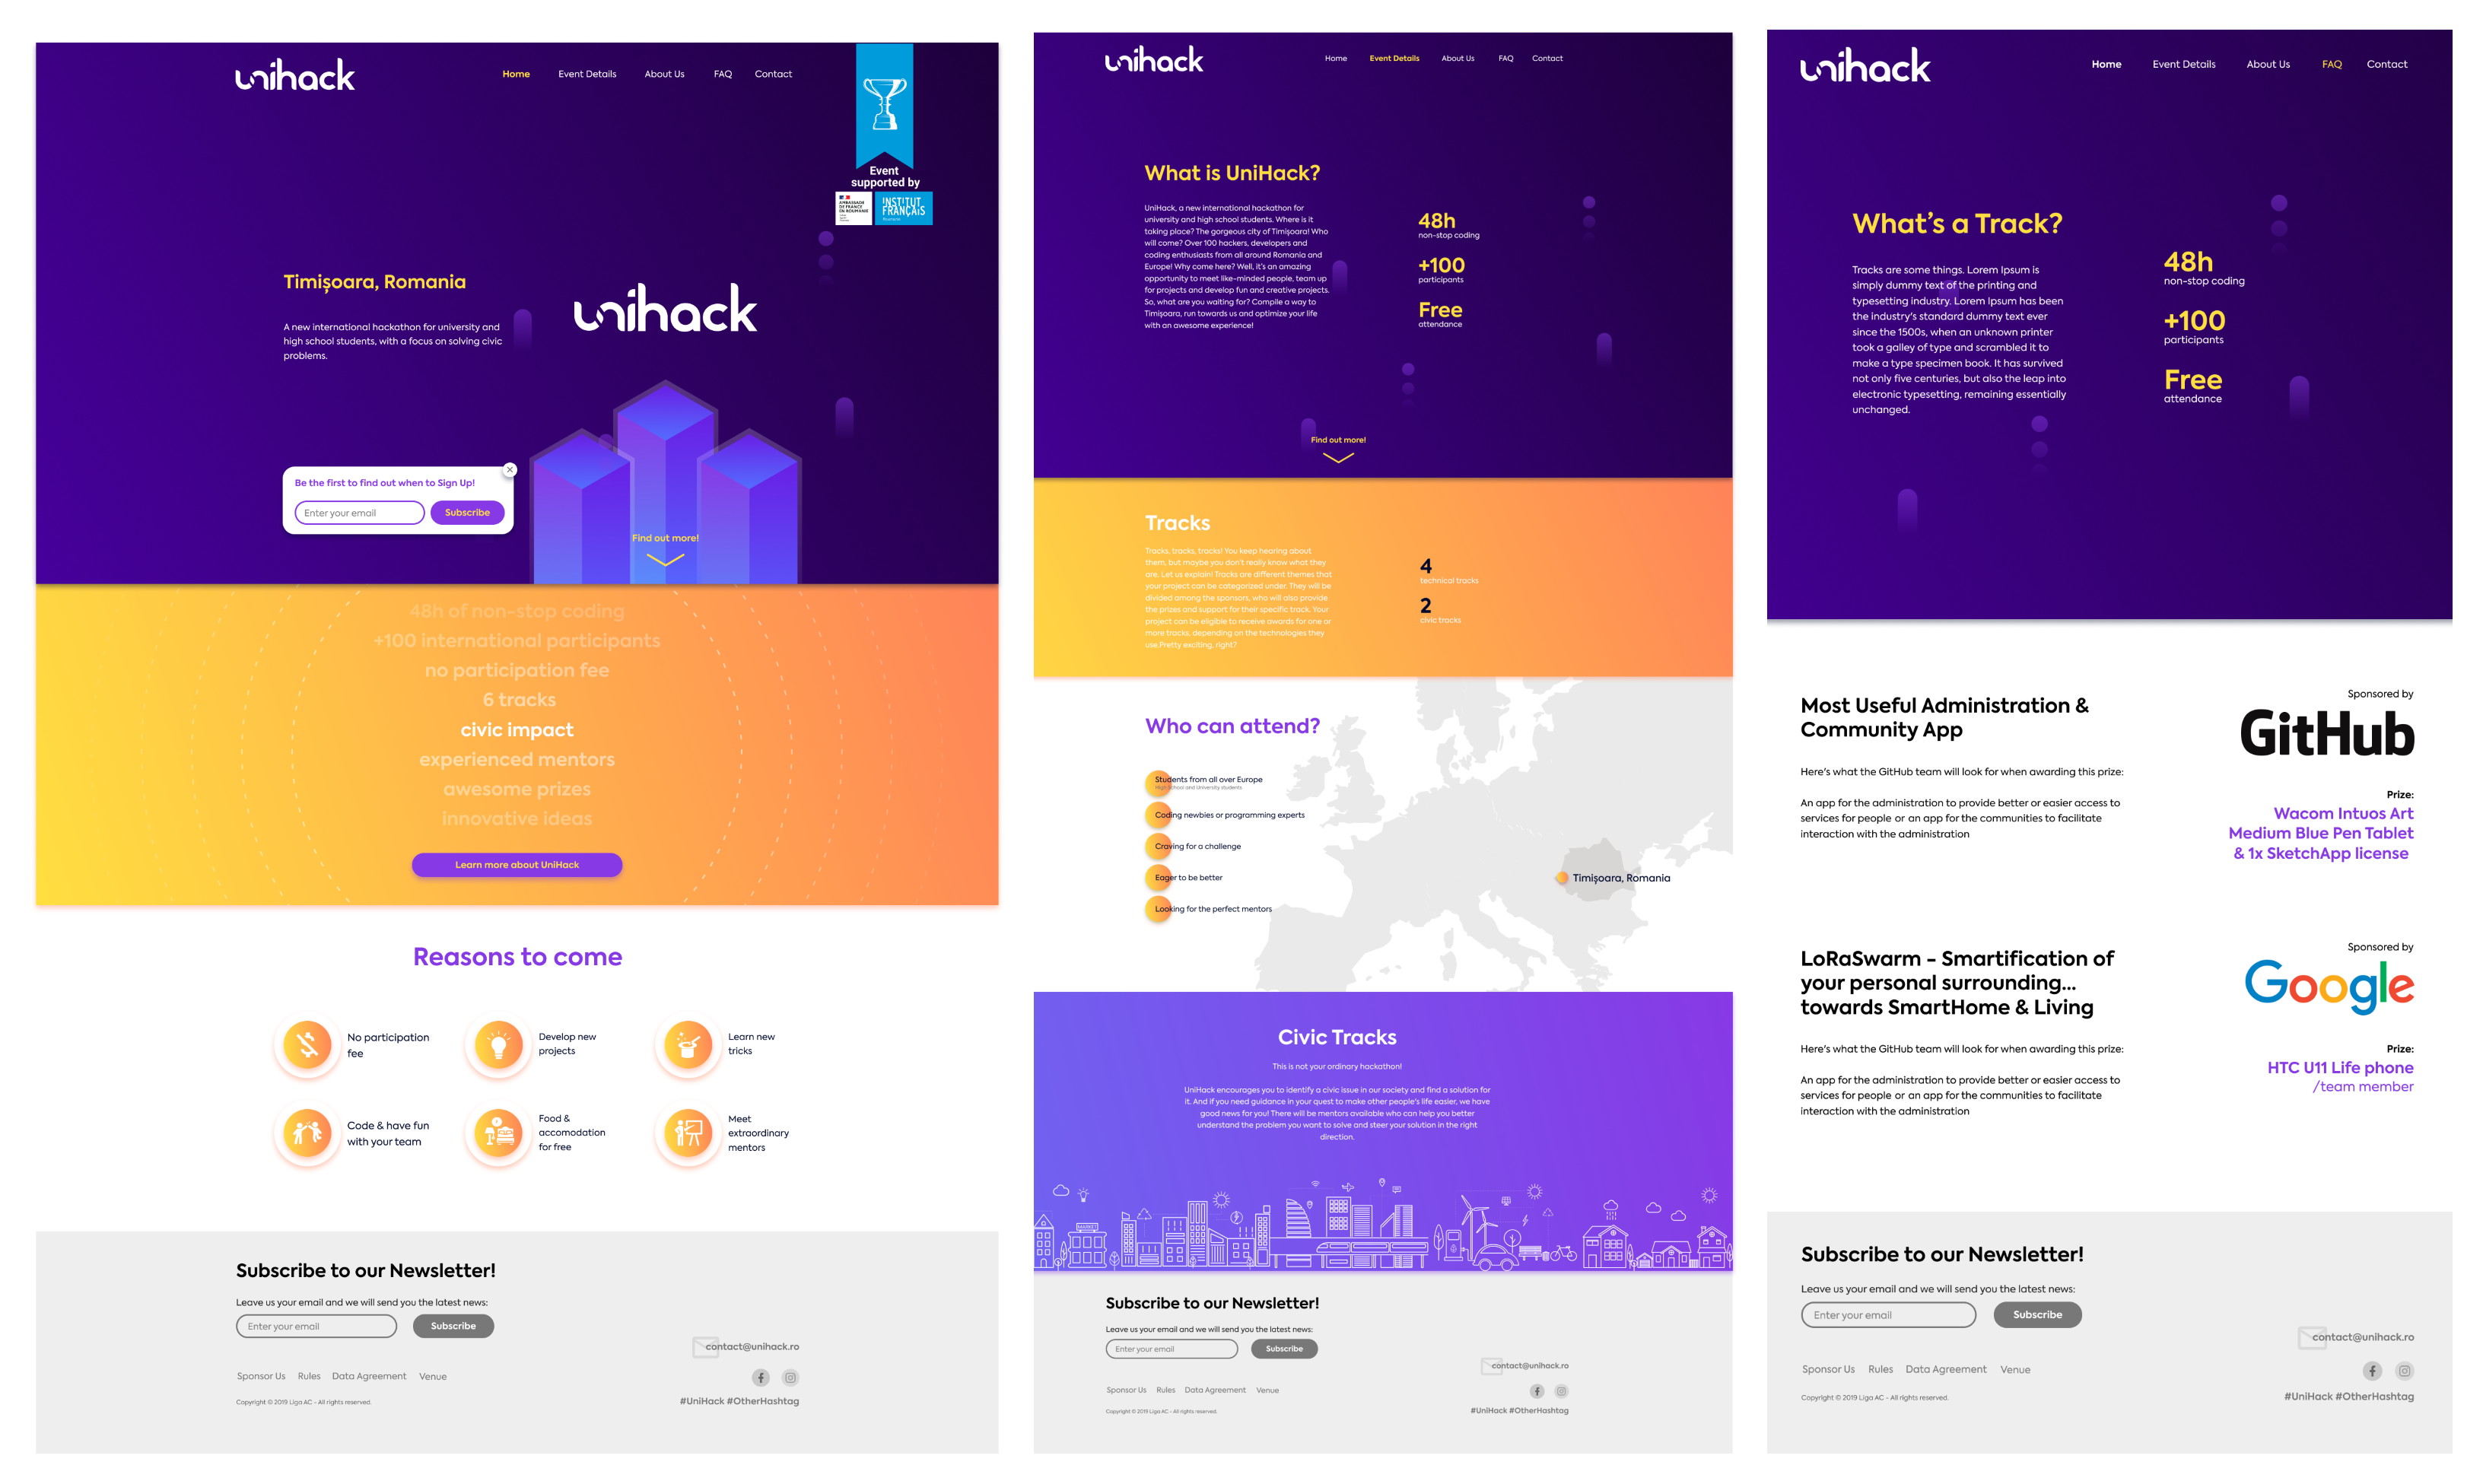 unihack
Home Event Details About Us FAQ Contact
Event
supported by
AMBASSADE
DE FRANCE
EN ROUMANIE
INSTITUT
FRANÇAIS
Timișoara, Romania
A new international hackathon for university and
high school students, with a focus on solving civic
problems.
unihack
Be the first to find out when to Sign Up!
Enter your email Subscribe
Find out more!
48h of non-stop coding
+100 international participants
no participation fee
6 tracks
civic impact
experienced mentors
awesome prizes
innovative ideas
Learn more about UniHack
Reasons to come
No participation
fee
Develop new
projects
Learn new
tricks
Code & have fun
with your team
Food &
accomodation
for free
Meet
extraordinary
mentors
Subscribe to our Newsletter!
Leave us your email and we will send you the latest news:
Enter your email Subscribe
contact@unihack.ro
Sponsor Us Rules Data Agreement Venue
Copyright © 2019 Liga AC - All rights reserved.
#UniHack #OtherHashtag
unihack
Home Event Details About Us FAQ Contact
What is UniHack?
UniHack, a new international hackathon for
university and high school students. Where is it
taking place? The gorgeous city of Timișoara! Who
will come? Over 100 hackers, developers and
coding enthusiasts from all around Romania and
Europe! Why come here? Well, it's an amazing
opportunity to meet like-minded people, team up
for projects and develop fun and creative projects.
So, what are you waiting for? Compile a way to
Timișoara, run towards us and optimize your life
with an awesome experience!
48h
non-stop coding
+100
participants
Free
attendance
Find out more!
Tracks
Tracks, tracks, tracks! You keep hearing about
them, but maybe you don't really know what they
are. Let us explain! Tracks are different themes that
your project can be categorized under. They will be
divided among the sponsors, who will also provide
the prizes and support for their specific track. Your
project can be eligible to receive awards for one or
more tracks, depending on the technologies they
use.Pretty exciting, right?
4
technical tracks
2
civic tracks
Who can attend?
Students from all over Europe
High School and University students
Coding newbies or programming experts
Craving for a challenge
Eager to be better
Looking for the perfect mentors
Timișoara, Romania
Civic Tracks
This is not your ordinary hackathon!
UniHack encourages you to identify a civic issue in our society and find a solution for
it. And if you need guidance in your quest to make other people's life easier, we have
good news for you! There will be mentors available who can help you better
understand the problem you want to solve and steer your solution in the right
direction.
MARKET
Subscribe to our Newsletter!
Leave us your email and we will send you the latest news:
Enter your email Subscribe
contact@unihack.ro
Sponsor Us Rules Data Agreement Venue
Copyright © 2019 Liga AC - All rights reserved.
#UniHack #OtherHashtag
unihack
Home Event Details About Us FAQ Contact
What's a Track?
Tracks are some things. Lorem Ipsum is
simply dummy text of the printing and
typesetting industry. Lorem Ipsum has been
the industry's standard dummy text ever
since the 1500s, when an unknown printer
took a galley of type and scrambled it to
make a type specimen book. It has survived
not only five centuries, but also the leap into
electronic typesetting, remaining essentially
unchanged.
48h
non-stop coding
+100
participants
Free
attendance
Most Useful Administration &
Community App
Here's what the GitHub team will look for when awarding this prize:
An app for the administration to provide better or easier access to
services for people or an app for the communities to facilitate
interaction with the administration
Sponsored by
GitHub
Prize:
Wacom Intuos Art
Medium Blue Pen Tablet
& 1x SketchApp license
LoRaSwarm - Smartification of
your personal surrounding...
towards SmartHome & Living
Here's what the GitHub team will look for when awarding this prize:
An app for the administration to provide better or easier access to
services for people or an app for the communities to facilitate
interaction with the administration
Sponsored by
Google
Prize:
HTC U11 Life phone
/team member
Subscribe to our Newsletter!
Leave us your email and we will send you the latest news:
Enter your email Subscribe
contact@unihack.ro
Sponsor Us Rules Data Agreement Venue
Copyright © 2019 Liga AC - All rights reserved.
#UniHack #OtherHashtag